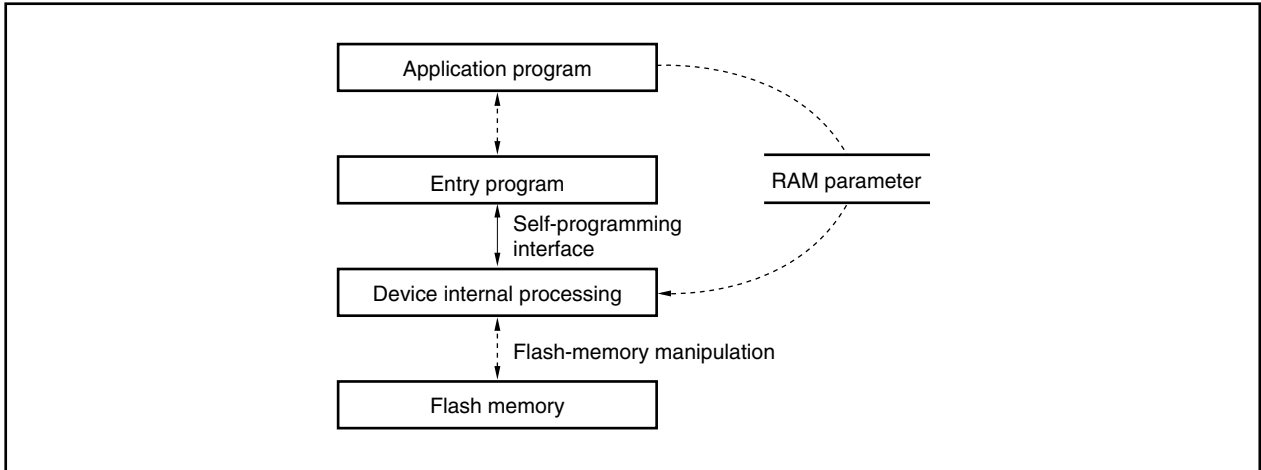 Application program
Entry program
RAM parameter
Self-programming
interface
Device internal processing
Flash-memory manipulation
Flash memory